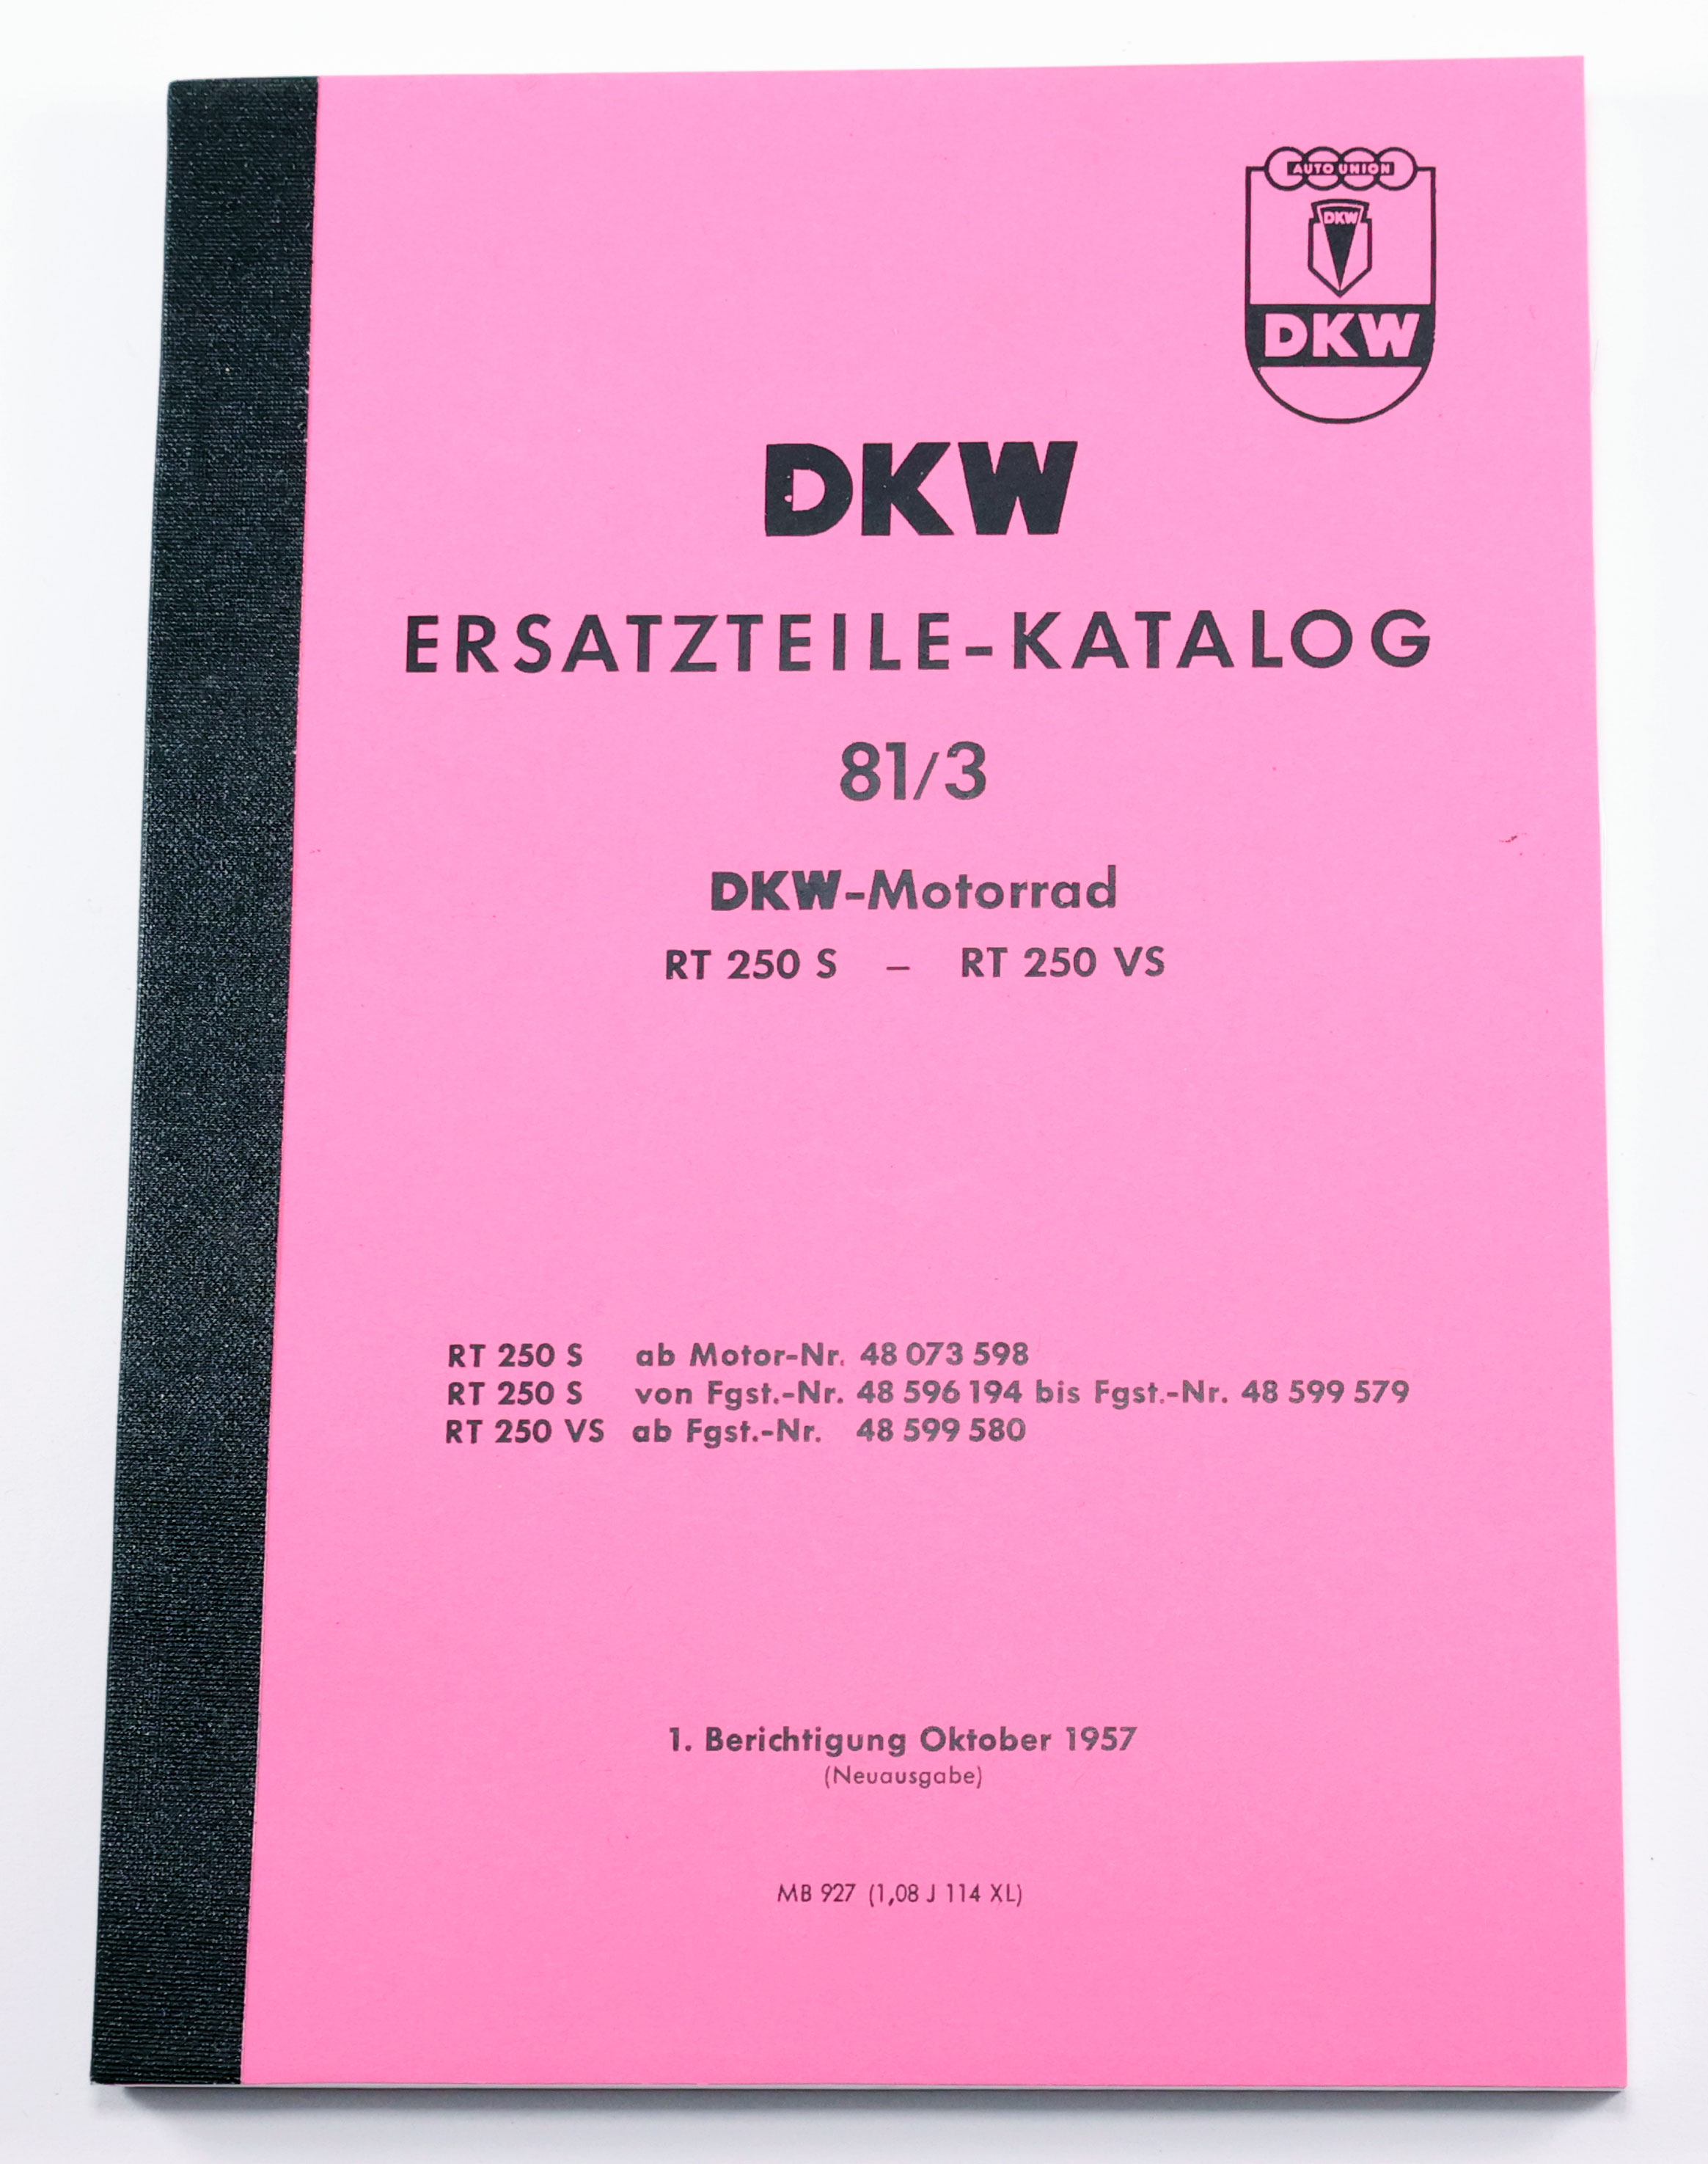 AUTO UNION
DKW
DKW
DKW
ERSATZTEILE-KATALOG
81/3
DKW-Motorrad
RT 250 S – RT 250 VS
RT 250 S ab Motor-Nr. 48 073 598
RT 250 S von Fgst.-Nr. 48 596 194 bis Fgst.-Nr. 48 599 579
RT 250 VS ab Fgst.-Nr. 48 599 580
1. Berichtigung Oktober 1957
(Neuausgabe)
MB 927 (1,08 J 114 XL)